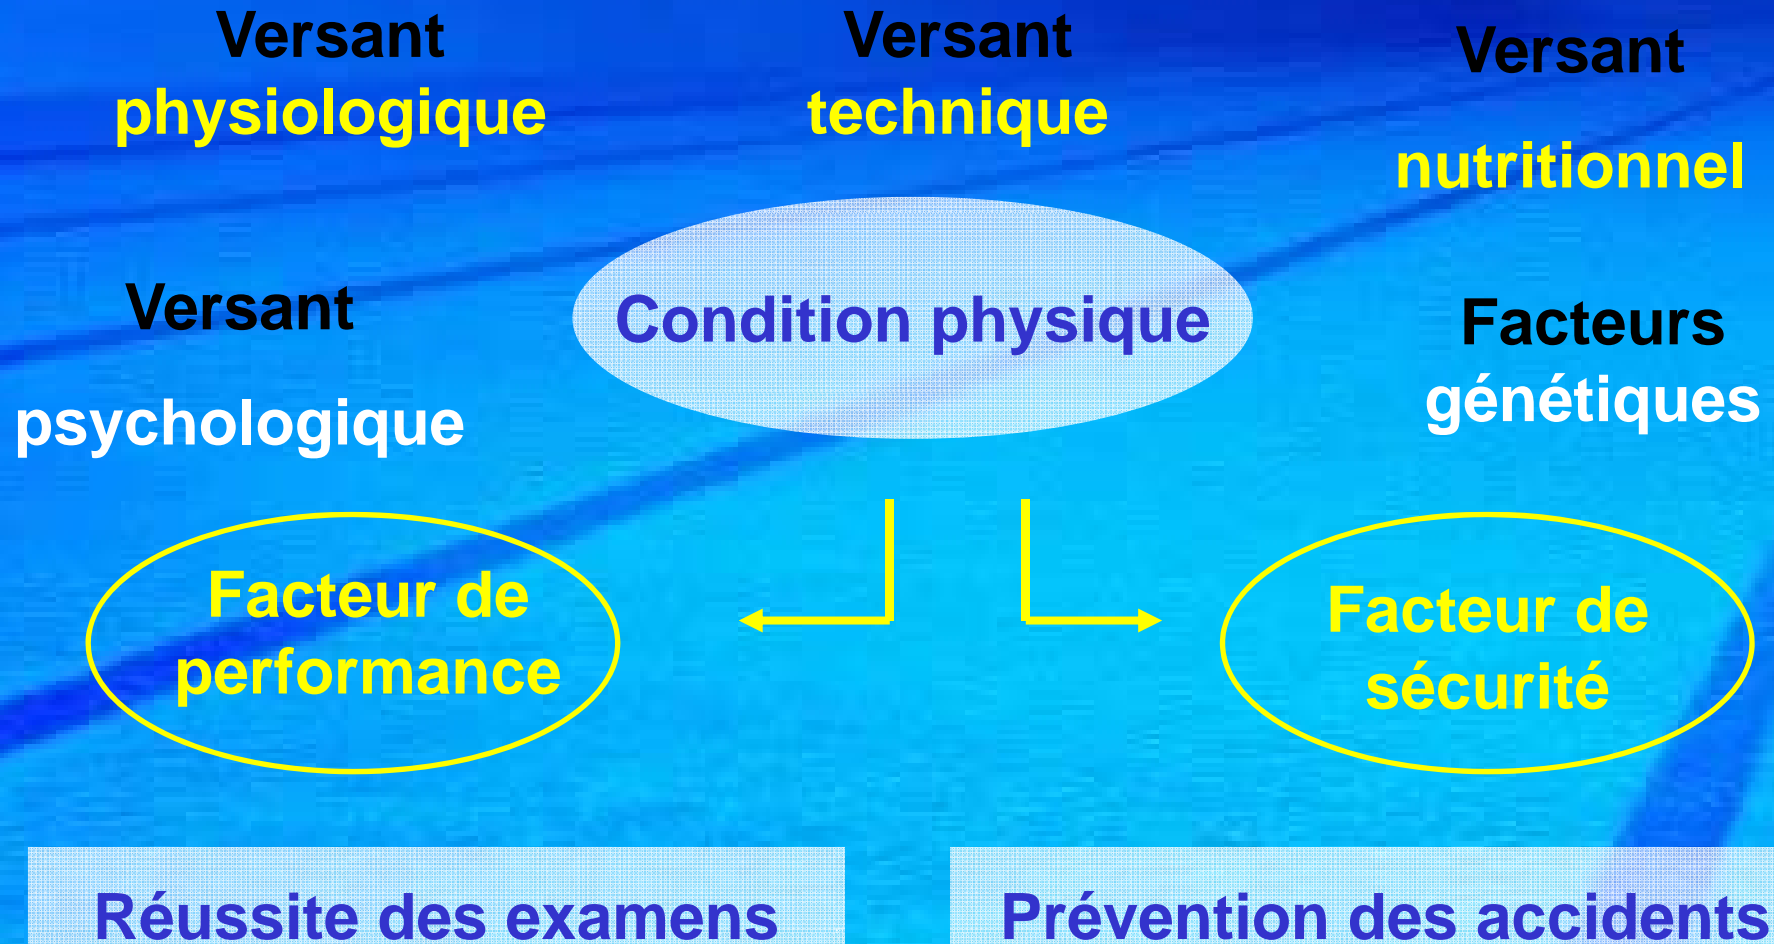 Versant
physiologique
Versant
technique
Versant
nutritionnel
Versant
psychologique
Condition physique
Facteurs
génétiques
Facteur de
performance
Facteur de
sécurité
Réussite des examens
Prévention des accidents